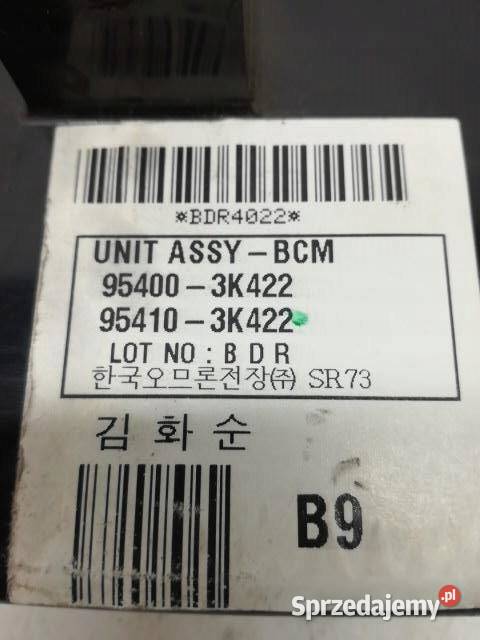 *BDR4022*
UNIT ASSY-BCM
95400-3K422
95410-3K422
LOT NO : B D R
한국오므론전장㈜ SR73
김 화 순
B9
Sprzedajemy.pl